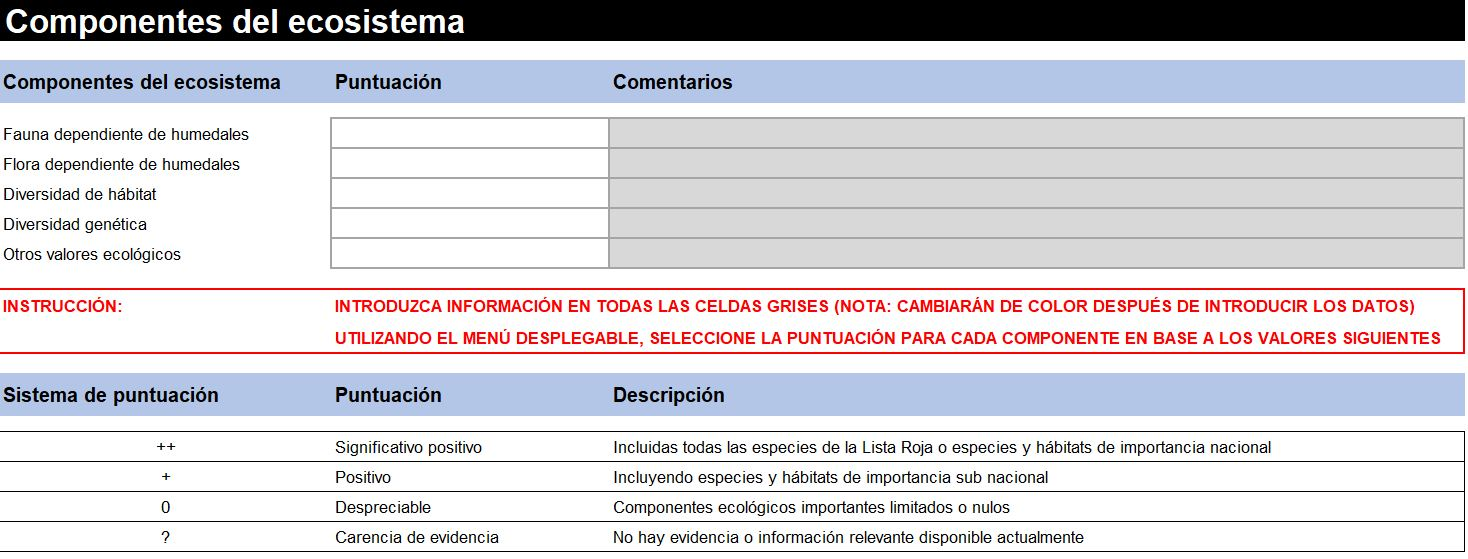 Componentes del ecosistema
Componentes del ecosistema Puntuación Comentarios
Fauna dependiente de humedales
Flora dependiente de humedales
Diversidad de hábitat
Diversidad genética
Otros valores ecológicos
INSTRUCCIÓN: INTRODUZCA INFORMACIÓN EN TODAS LAS CELDAS GRISES (NOTA: CAMBIARÁN DE COLOR DESPUÉS DE INTRODUCIR LOS DATOS)
UTILIZANDO EL MENÚ DESPLEGABLE, SELECCIONE LA PUNTUACIÓN PARA CADA COMPONENTE EN BASE A LOS VALORES SIGUIENTES
Sistema de puntuación Puntuación Descripción
++ Significativo positivo Incluidas todas las especies de la Lista Roja o especies y hábitats de importancia nacional
+ Positivo Incluyendo especies y hábitats de importancia sub nacional
0 Despreciable Componentes ecológicos importantes limitados o nulos
? Carencia de evidencia No hay evidencia o información relevante disponible actualmente